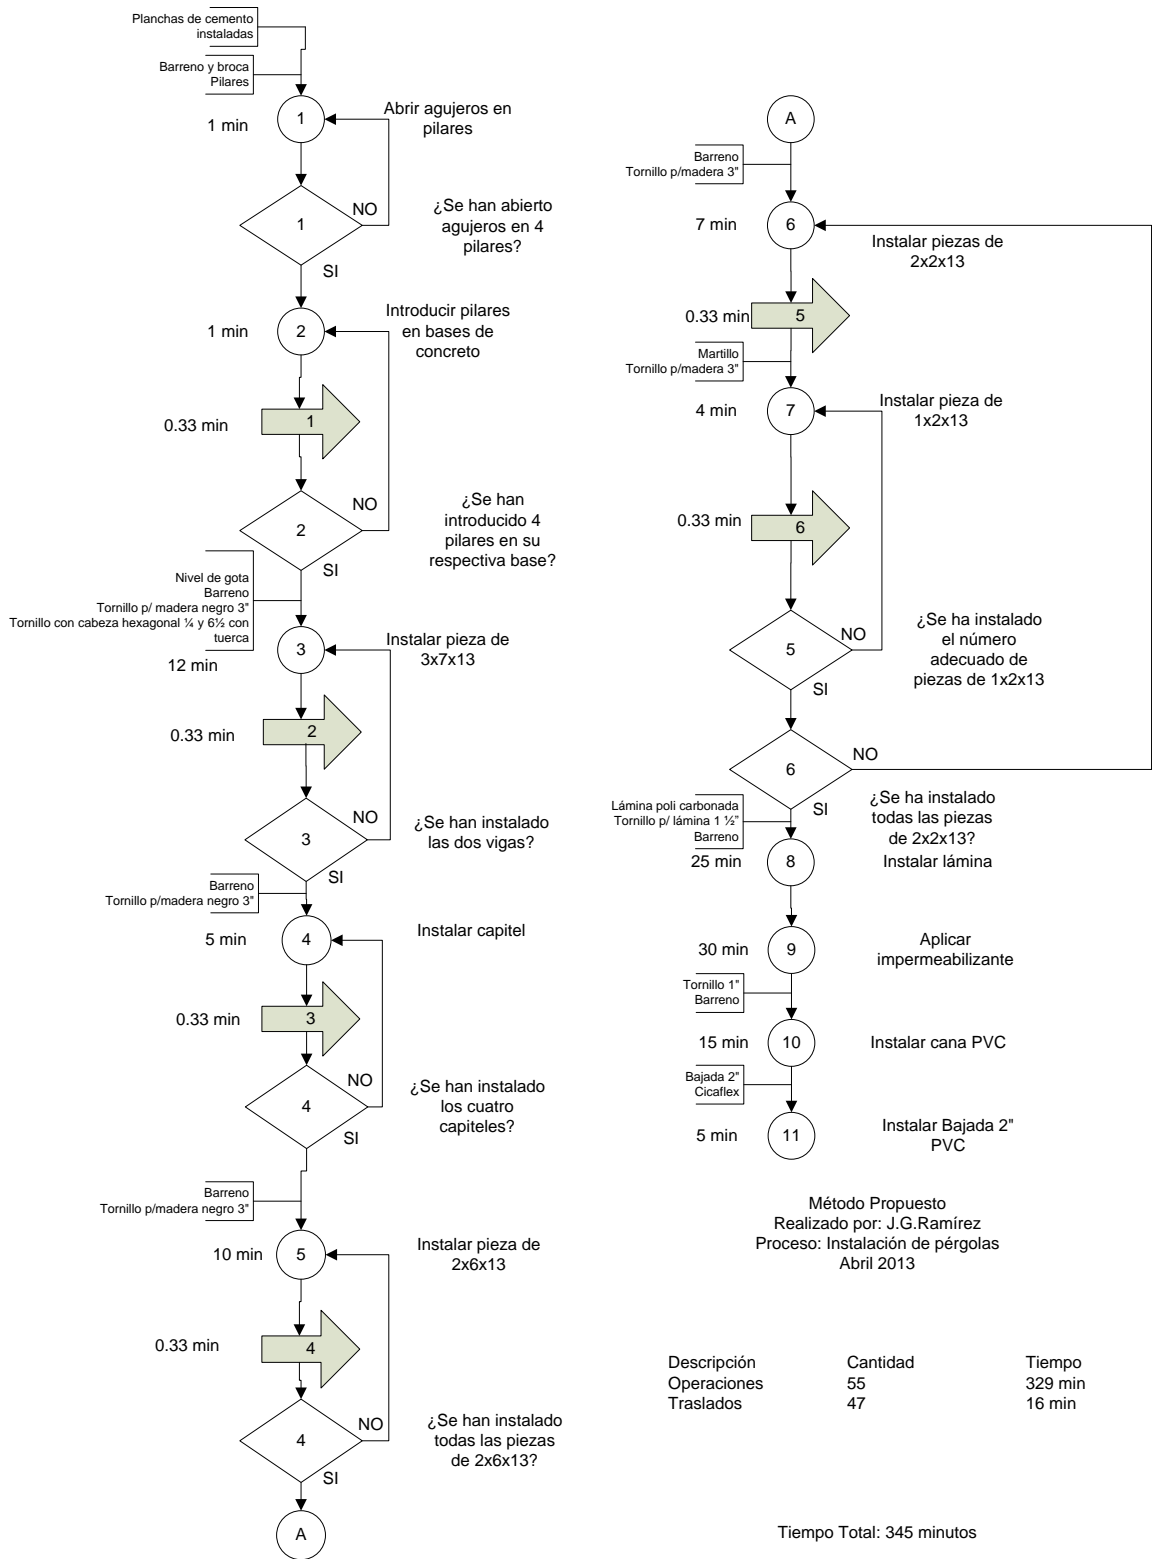 Planchas de cemento
instaladas
Barreno y broca
Pilares
1 min
1
Abrir agujeros en
pilares
1
NO
¿Se han abierto
agujeros en 4
pilares?
SI
1 min
2
Introducir pilares
en bases de
concreto
0.33 min
1
2
NO
¿Se han
introducido 4
pilares en su
respectiva base?
SI
Nivel de gota
Barreno
Tornillo p/ madera negro 3"
Tornillo con cabeza hexagonal ¼ y 6½ con
tuerca
12 min
3
Instalar pieza de
3x7x13
0.33 min
2
3
NO
¿Se han instalado
las dos vigas?
SI
Barreno
Tornillo p/madera negro 3"
5 min
4
Instalar capitel
0.33 min
3
4
NO
¿Se han instalado
los cuatro
capiteles?
SI
Barreno
Tornillo p/madera negro 3"
10 min
5
Instalar pieza de
2x6x13
0.33 min
4
4
NO
¿Se han instalado
todas las piezas
de 2x6x13?
SI
A
A
Barreno
Tornillo p/madera 3"
7 min
6
Instalar piezas de
2x2x13
0.33 min
5
Martillo
Tornillo p/madera 3"
4 min
7
Instalar pieza de
1x2x13
0.33 min
6
5
NO
¿Se ha instalado
el número
adecuado de
piezas de 1x2x13
SI
6
NO
¿Se ha instalado
todas las piezas
de 2x2x13?
SI
Lámina poli carbonada
Tornillo p/ lámina 1 ½"
Barreno
25 min
8
Instalar lámina
30 min
9
Aplicar
impermeabilizante
Tornillo 1"
Barreno
15 min
10
Instalar cana PVC
Bajada 2"
Cicaflex
5 min
11
Instalar Bajada 2"
PVC
Método Propuesto
Realizado por: J.G.Ramírez
Proceso: Instalación de pérgolas
Abril 2013
Descripción Cantidad Tiempo
Operaciones 55 329 min
Traslados 47 16 min
Tiempo Total: 345 minutos